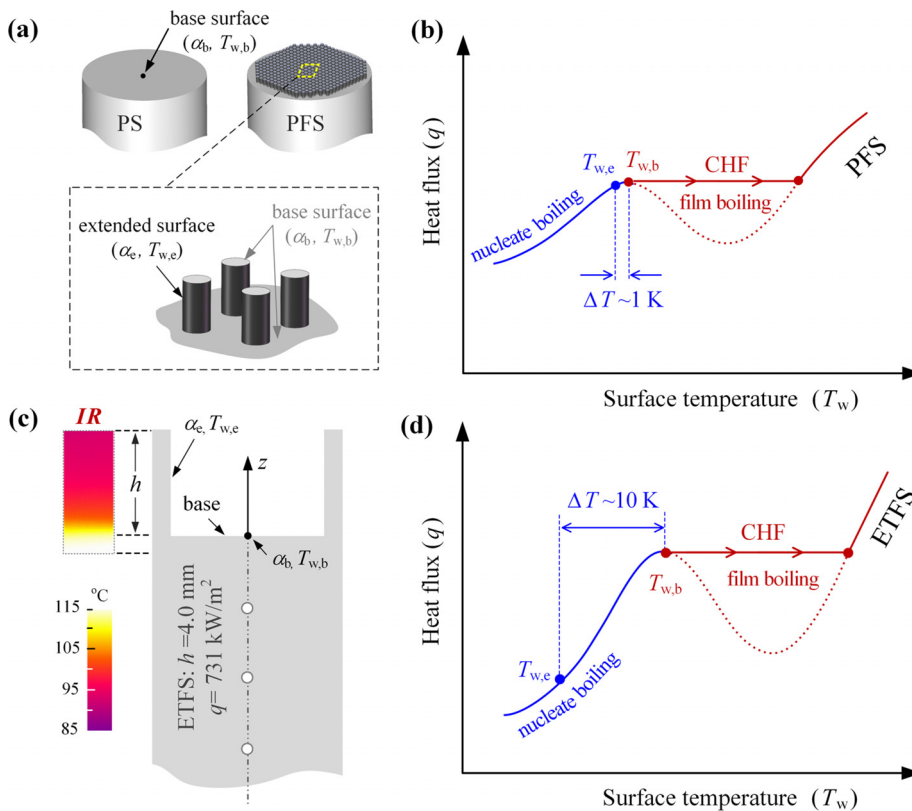 (a)
base surface
(αb, Tw,b)
PS
PFS
extended surface
(αe, Tw,e)
base surface
(αb, Tw,b)
(b)
Heat flux (q)
Tw,e
Tw,b
CHF
film boiling
nucleate boiling
PFS
Δ T ~1 K
Surface temperature (Tw)
(c)
IR
h
αe, Tw,e
z
base
αb, Tw,b
°C
115
105
95
85
ETFS: h =4.0 mm
q= 731 kW/m²
(d)
Heat flux (q)
Δ T ~10 K
CHF
Tw,b
film boiling
Tw,e
nucleate boiling
ETFS
Surface temperature (Tw)